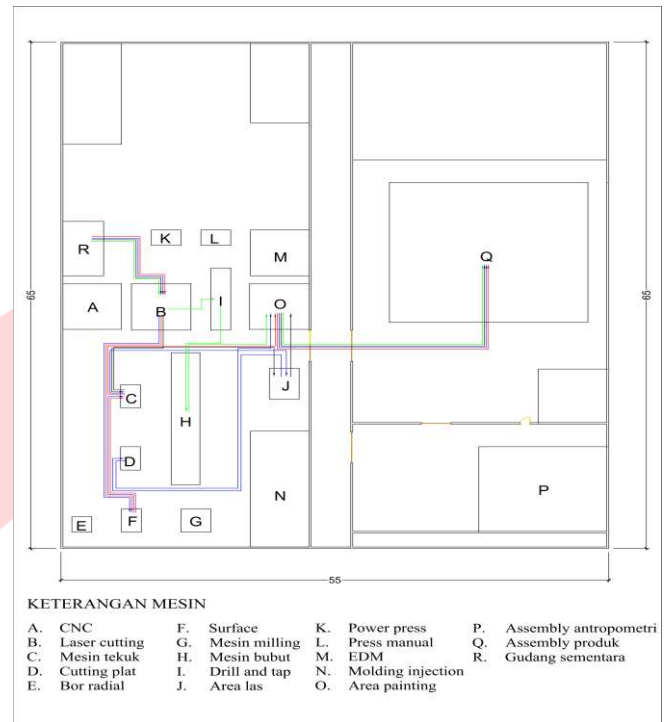 K
L
R
M
Q
A
B
I
O
65
65
J
C
H
D
N
P
E
F
G
55
KETERANGAN MESIN
A. CNC F. Surface K. Power press P. Assembly antropometri
B. Laser cutting G. Mesin milling L. Press manual Q. Assembly produk
C. Mesin tekuk H. Mesin bubut M. EDM R. Gudang sementara
D. Cutting plat I. Drill and tap N. Molding injection
E. Bor radial J. Area las O. Area painting